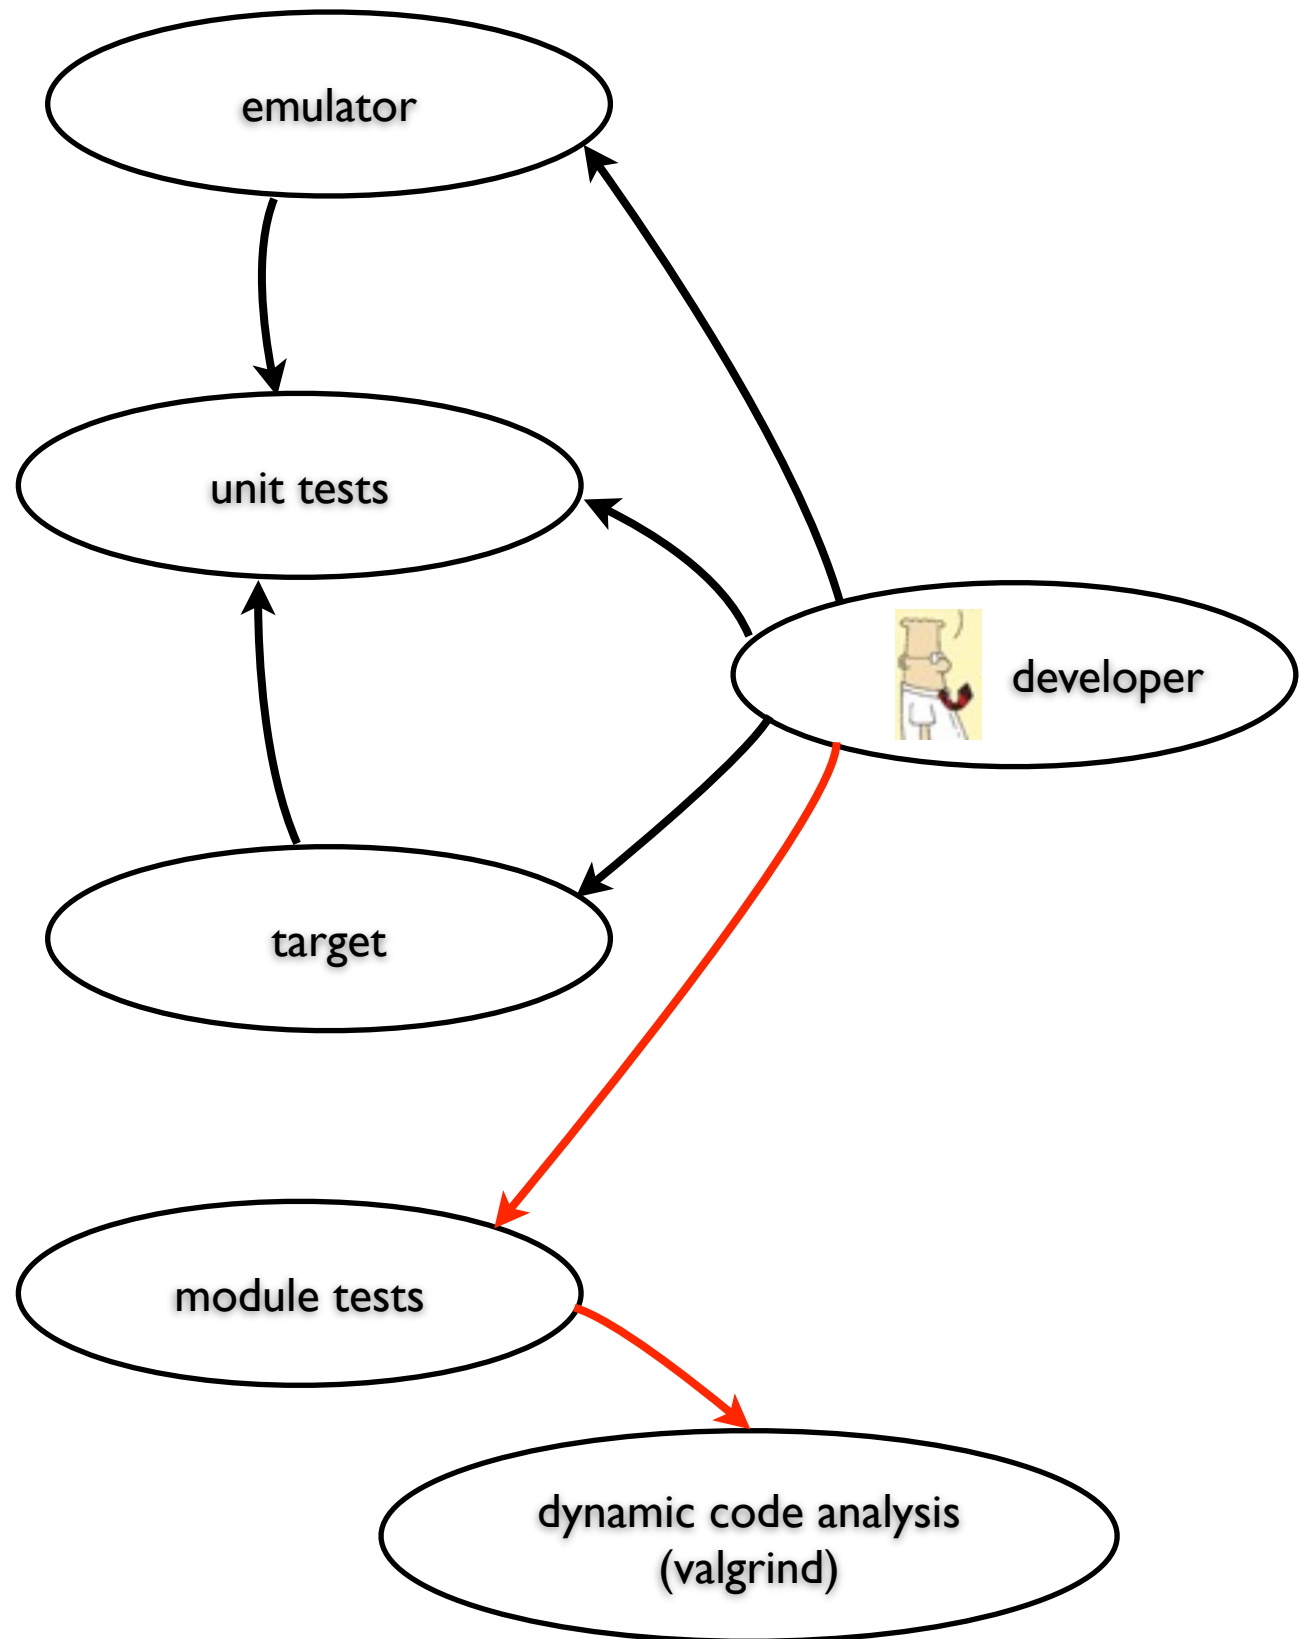 emulator
unit tests
developer
target
module tests
dynamic code analysis
(valgrind)